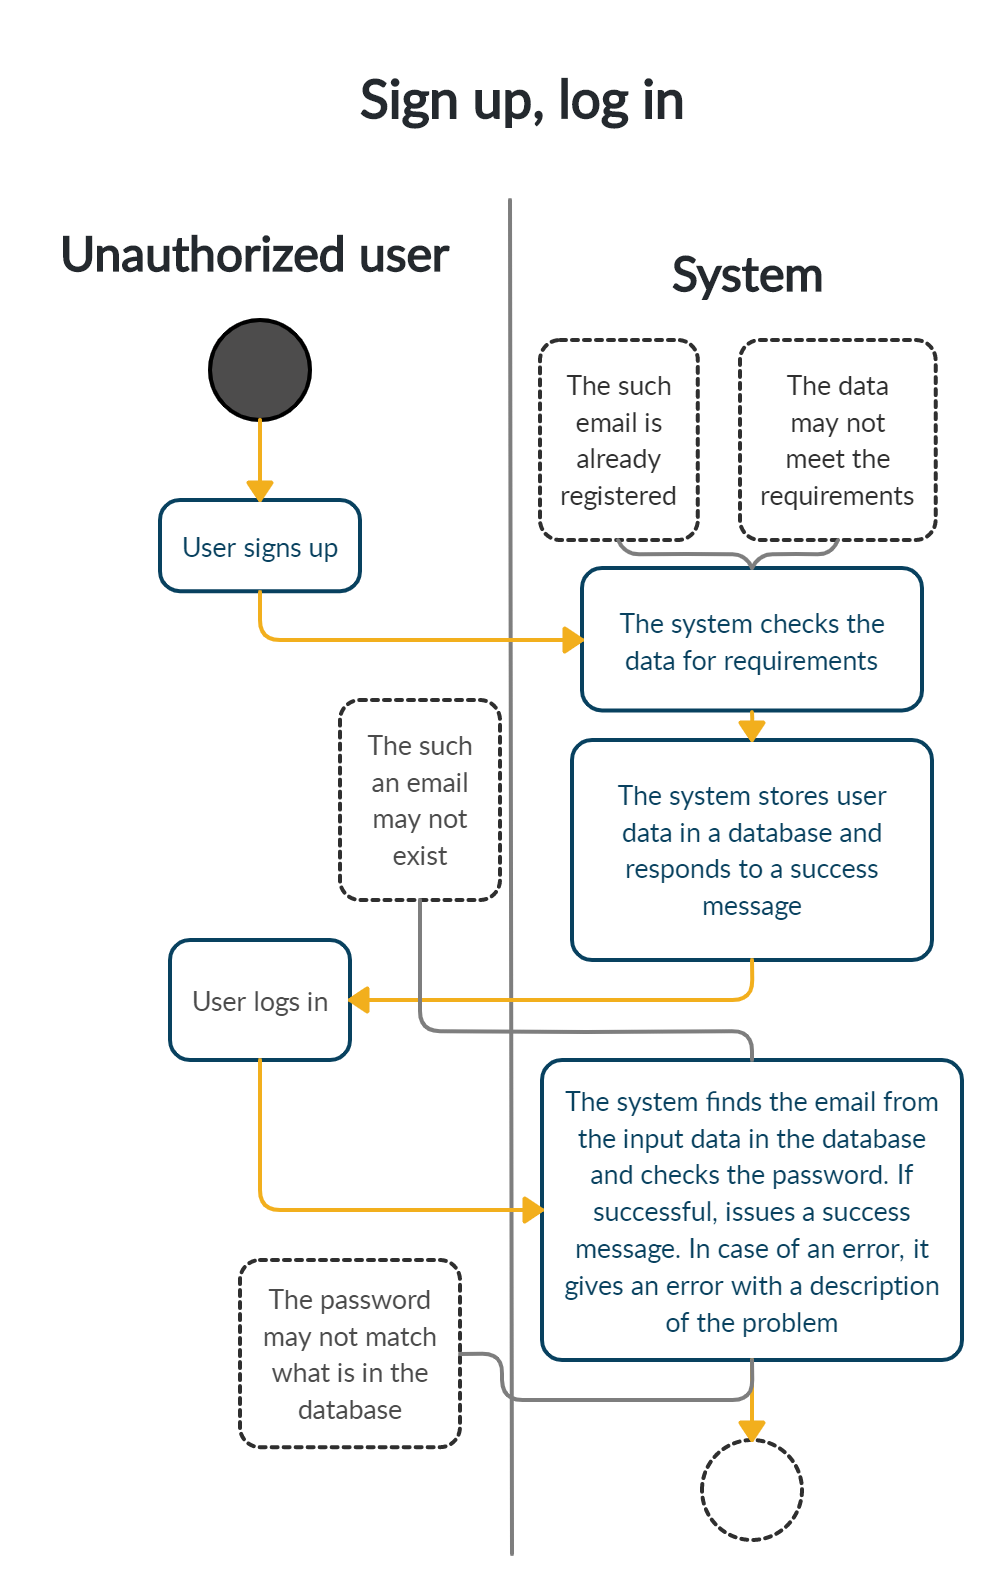 Sign up, log in
Unauthorized user
System
The such
email is
already
registered
The data
may not
meet the
requirements
User signs up
The system checks the
data for requirements
The such
an email
may not
exist
The system stores user
data in a database and
responds to a success
message
User logs in
The system finds the email from
the input data in the database
and checks the password. If
successful, issues a success
message. In case of an error, it
gives an error with a description
of the problem
The password
may not match
what is in the
database